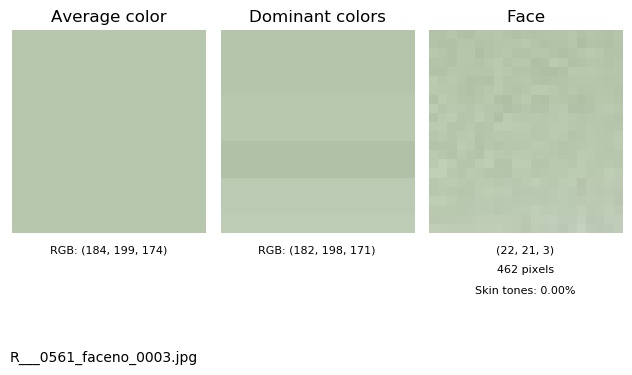 Average color
Dominant colors
Face
RGB: (184, 199, 174)
RGB: (182, 198, 171)
(22, 21, 3)
462 pixels
Skin tones: 0.00%
R___0561_faceno_0003.jpg